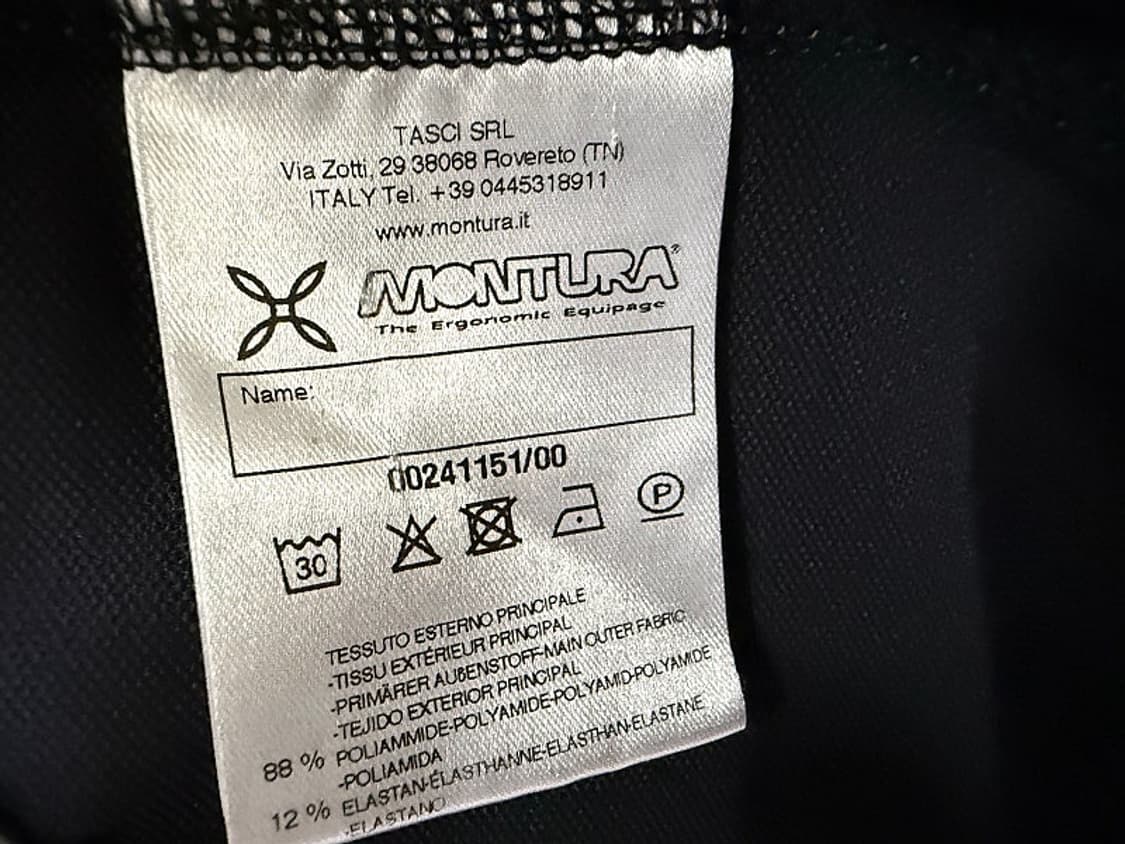 TASCI SRL
Via Zotti, 29 38068 Rovereto (TN)
ITALY Tel. +39 0445318911
www.montura.it
MONTURA®
The Ergonomic Equipage
Name:
00241151/00
30
P
TESSUTO ESTERNO PRINCIPALE
-TISSU EXTÉRIEUR PRINCIPAL
-PRIMÄRER AUßENSTOFF-MAIN OUTER FABRIC
-TEJIDO EXTERIOR PRINCIPAL
88 % POLIAMMIDE-POLYAMIDE-POLYAMID-POLYAMIDE
-POLIAMIDA
12 % ELASTAN-ÉLASTHANNE-ELASTHAN-ELASTANE
-ELASTANO